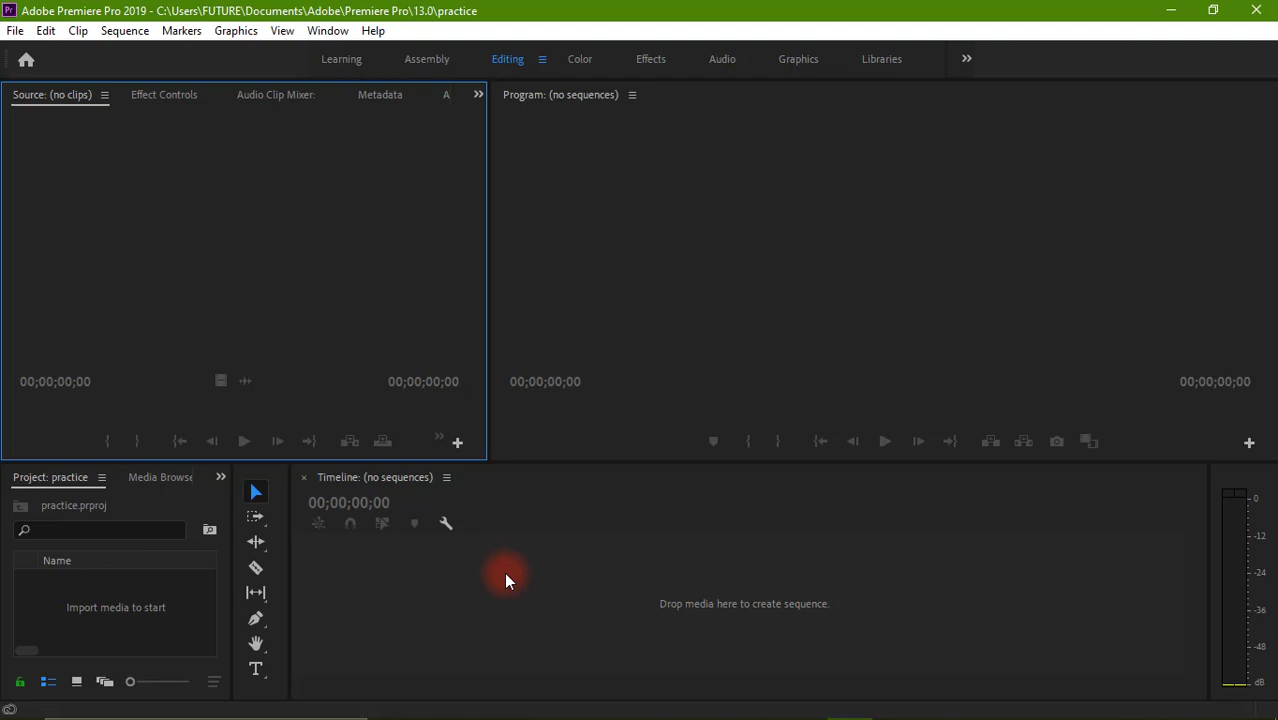 Pr Adobe Premiere Pro 2019 - C:\Users\FUTURE\Documents\Adobe\Premiere Pro\13.0\practice
File Edit Clip Sequence Markers Graphics View Window Help
Learning Assembly Editing Color Effects Audio Graphics Libraries
Source: (no clips) Effect Controls Audio Clip Mixer: Metadata A
Program: (no sequences)
00;00;00;00 00;00;00;00
00;00;00;00 00;00;00;00
Project: practice Media Browse
practice.prproj
Name
Import media to start
T
Timeline: (no sequences)
00;00;00;00
Drop media here to create sequence.
0
-12
-24
-36
-48
dB